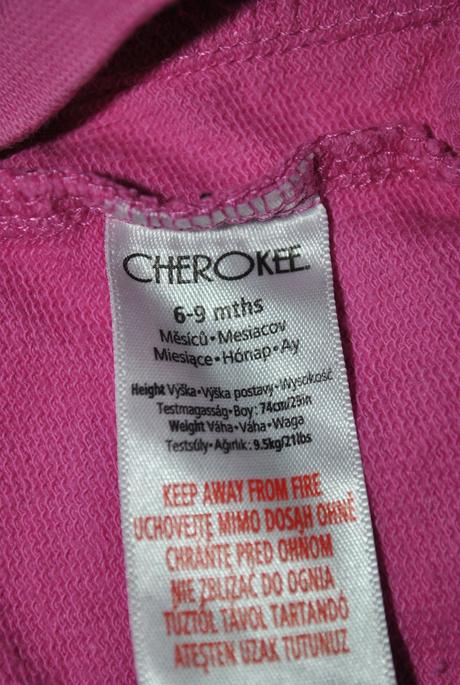 CHEROKEE
6-9 mths
Měsíců•Mesiacov
Miesiące•Hónap•Ay
Height Výška•Výška postavy•Wysokość
Testmagasság•Boy: 74cm/29in
Weight Váha•Váha•Waga
Testsúly•Ağırlık: 9.5kg/21lbs
KEEP AWAY FROM FIRE
UCHOVEJTE MIMO DOSAH OHNĚ
CHRÁŇTE PRED OHŇOM
NIE ZBLIŻAĆ DO OGNIA
TŰZTŐL TÁVOL TARTANDÓ
ATEŞTEN UZAK TUTUNUZ